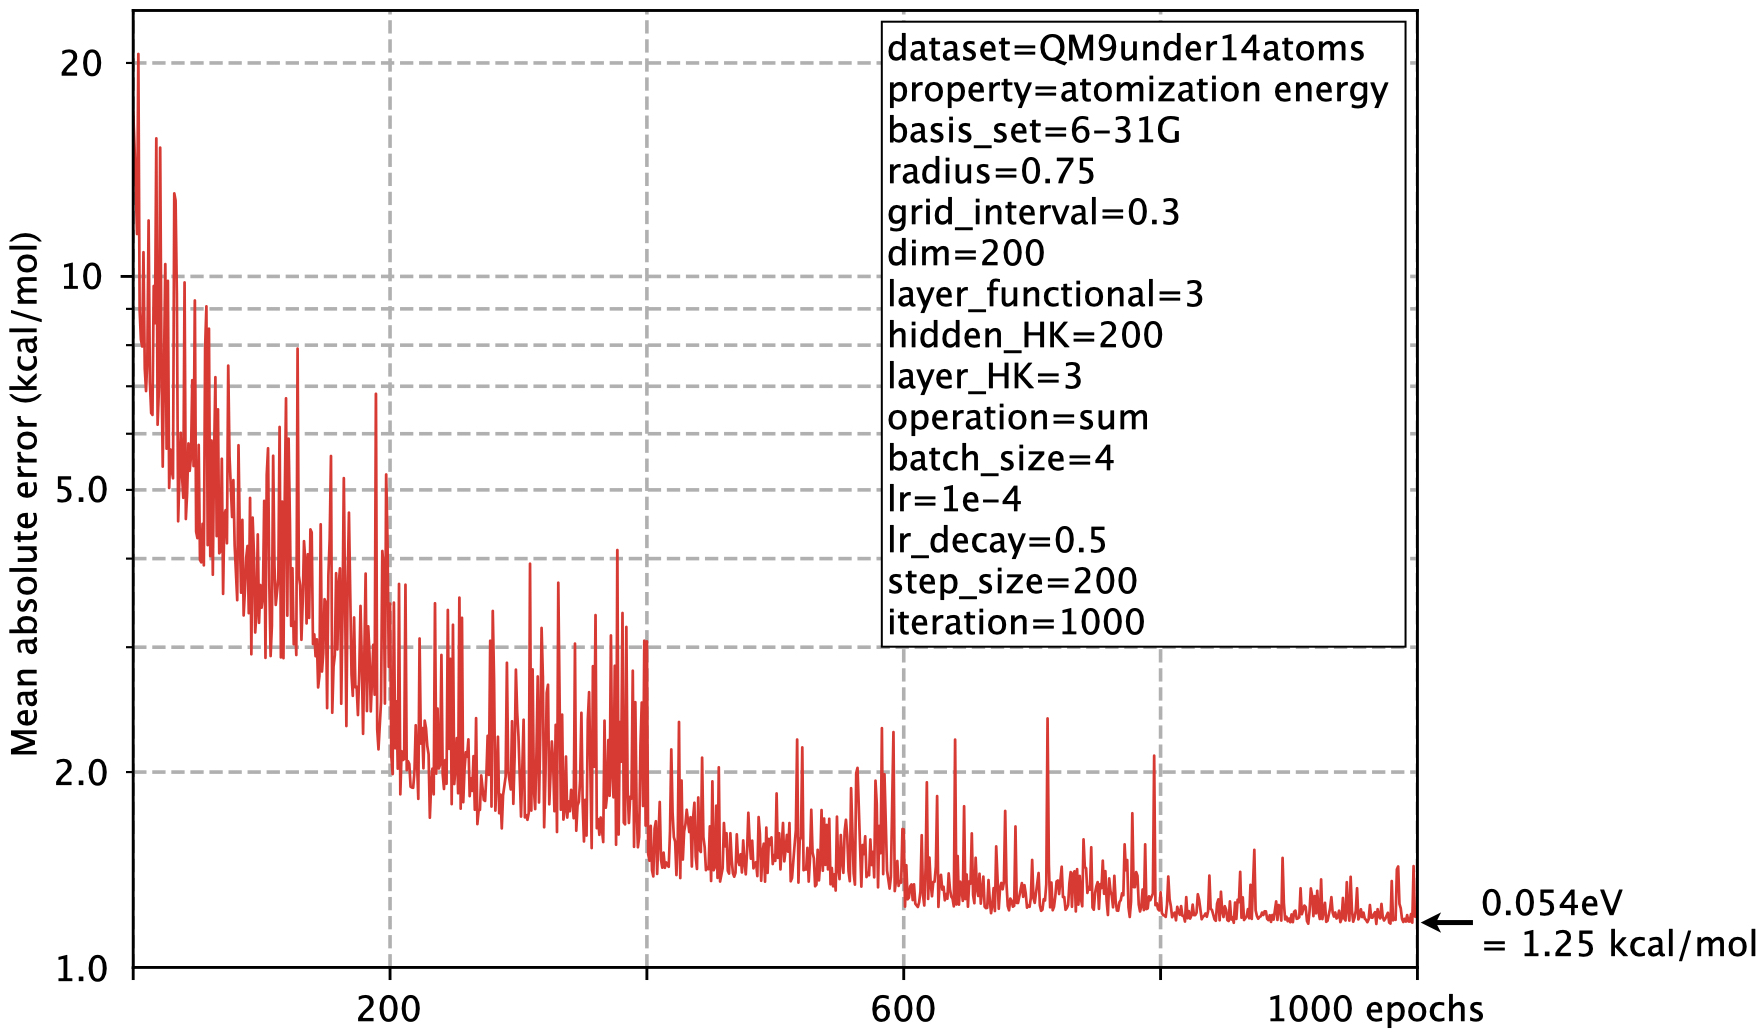 20
10
5.0
2.0
1.0
Mean absolute error (kcal/mol)
dataset=QM9under14atoms
property=atomization energy
basis_set=6-31G
radius=0.75
grid_interval=0.3
dim=200
layer_functional=3
hidden_HK=200
layer_HK=3
operation=sum
batch_size=4
lr=1e-4
lr_decay=0.5
step_size=200
iteration=1000
0.054eV
= 1.25 kcal/mol
200
600
1000 epochs